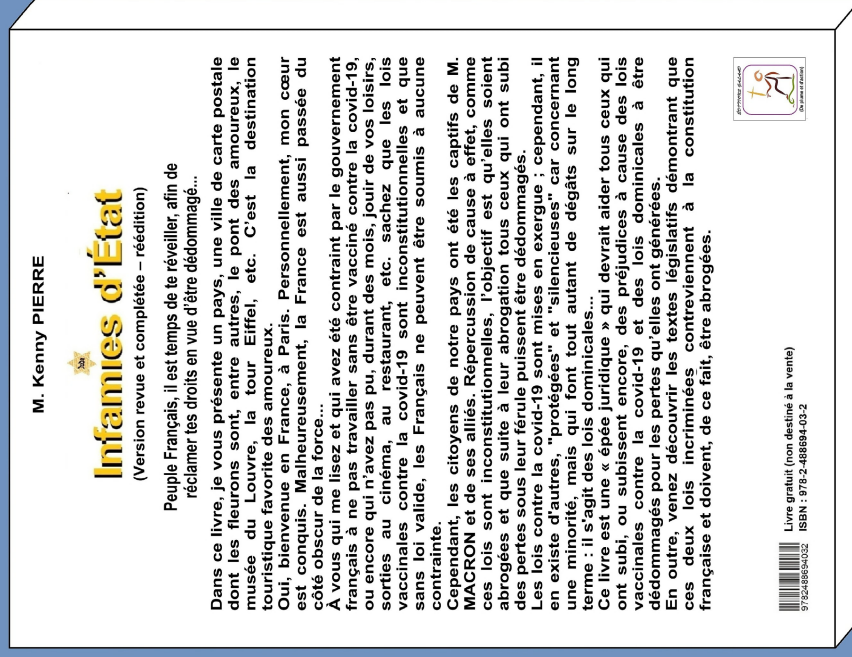 M. Kenny PIERRE
Infamies d'État
(Version revue et complétée – réédition)
Peuple Français, il est temps de te réveiller, afin de
réclamer tes droits en vue d'être dédommagé...
Dans ce livre, je vous présente un pays, une ville de carte postale
dont les fleurons sont, entre autres, le pont des amoureux, le
musée du Louvre, la tour Eiffel, etc. C'est la destination
touristique favorite des amoureux.
Oui, bienvenue en France, à Paris. Personnellement, mon cœur
est conquis. Malheureusement, la France est aussi passée du
côté obscur de la force...
À vous qui me lisez et qui avez été contraint par le gouvernement
français à ne pas travailler sans être vacciné contre la covid-19,
ou encore qui n'avez pas pu, durant des mois, jouir de vos loisirs,
sorties au cinéma, au restaurant, etc. sachez que les lois
vaccinales contre la covid-19 sont inconstitutionnelles et que
sans loi valide, les Français ne peuvent être soumis à aucune
contrainte.
Cependant, les citoyens de notre pays ont été les captifs de M.
MACRON et de ses alliés. Répercussion de cause à effet, comme
ces lois sont inconstitutionnelles, l'objectif est qu'elles soient
abrogées et que suite à leur abrogation tous ceux qui ont subi
des pertes sous leur férule puissent être dédommagés.
Les lois contre la covid-19 sont mises en exergue ; cependant, il
en existe d'autres, "protégées" et "silencieuses" car concernant
une minorité, mais qui font tout autant de dégâts sur le long
terme : il s'agit des lois dominicales...
Ce livre est une « épée juridique » qui devrait aider tous ceux qui
ont subi, ou subissent encore, des préjudices à cause des lois
vaccinales contre la covid-19 et des lois dominicales à être
dédommagés pour les pertes qu'elles ont générées.
En outre, venez découvrir les textes législatifs démontrant que
ces deux lois incriminées contreviennent à la constitution
française et doivent, de ce fait, être abrogées.
Livre gratuit (non destiné à la vente)
ISBN : 978-2-488694-03-2
9782488694032